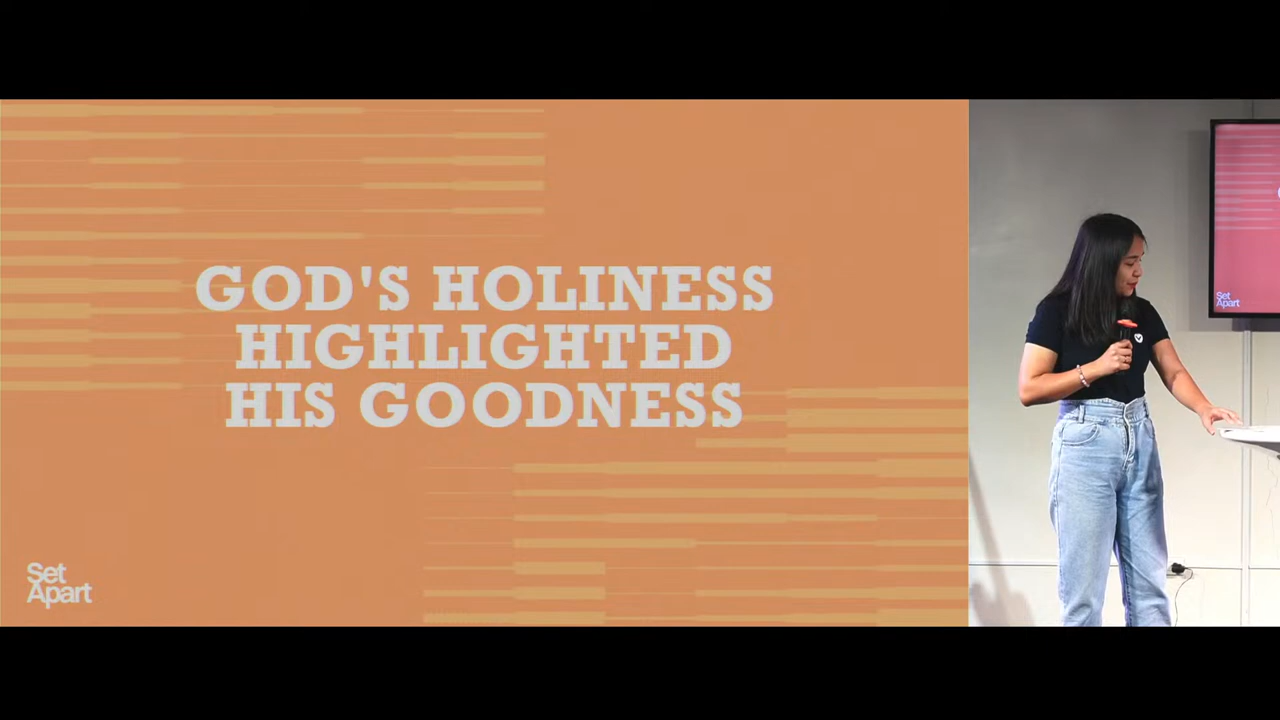 GOD'S HOLINESS
HIGHLIGHTED
HIS GOODNESS
Set
Apart
Set
Apart